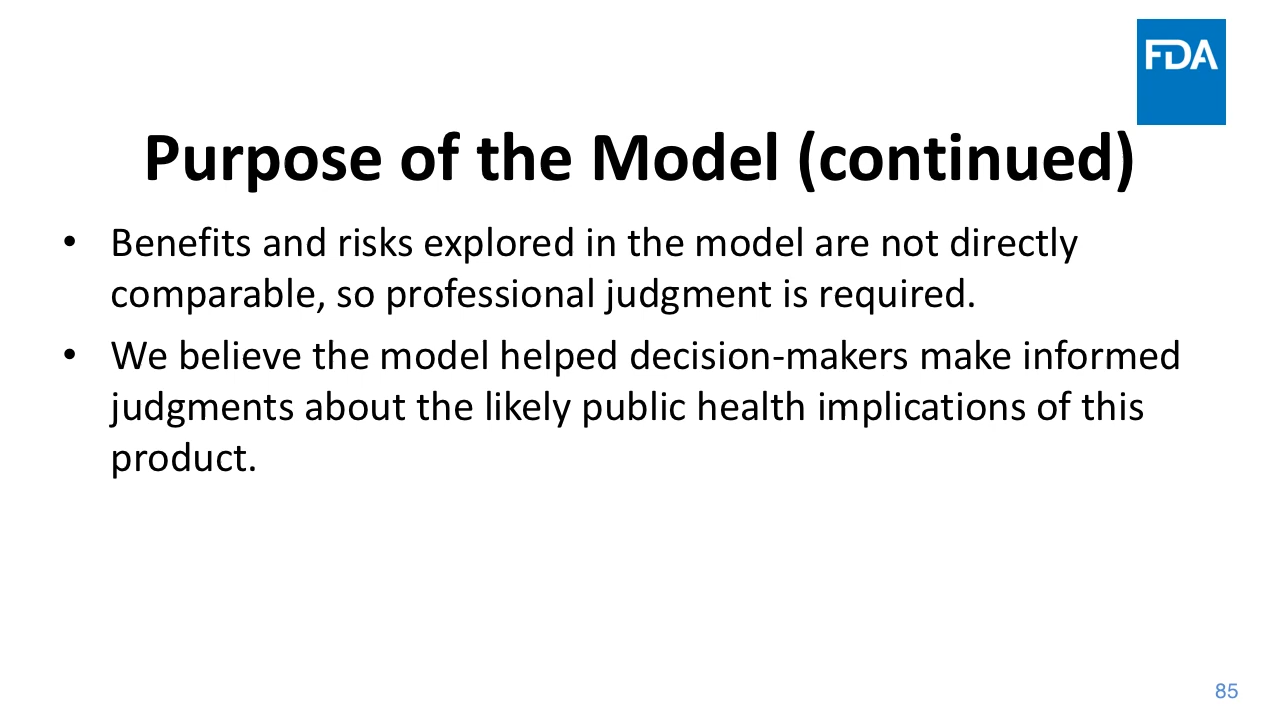 FDA
Purpose of the Model (continued)
• Benefits and risks explored in the model are not directly
comparable, so professional judgment is required.
• We believe the model helped decision-makers make informed
judgments about the likely public health implications of this
product.
85